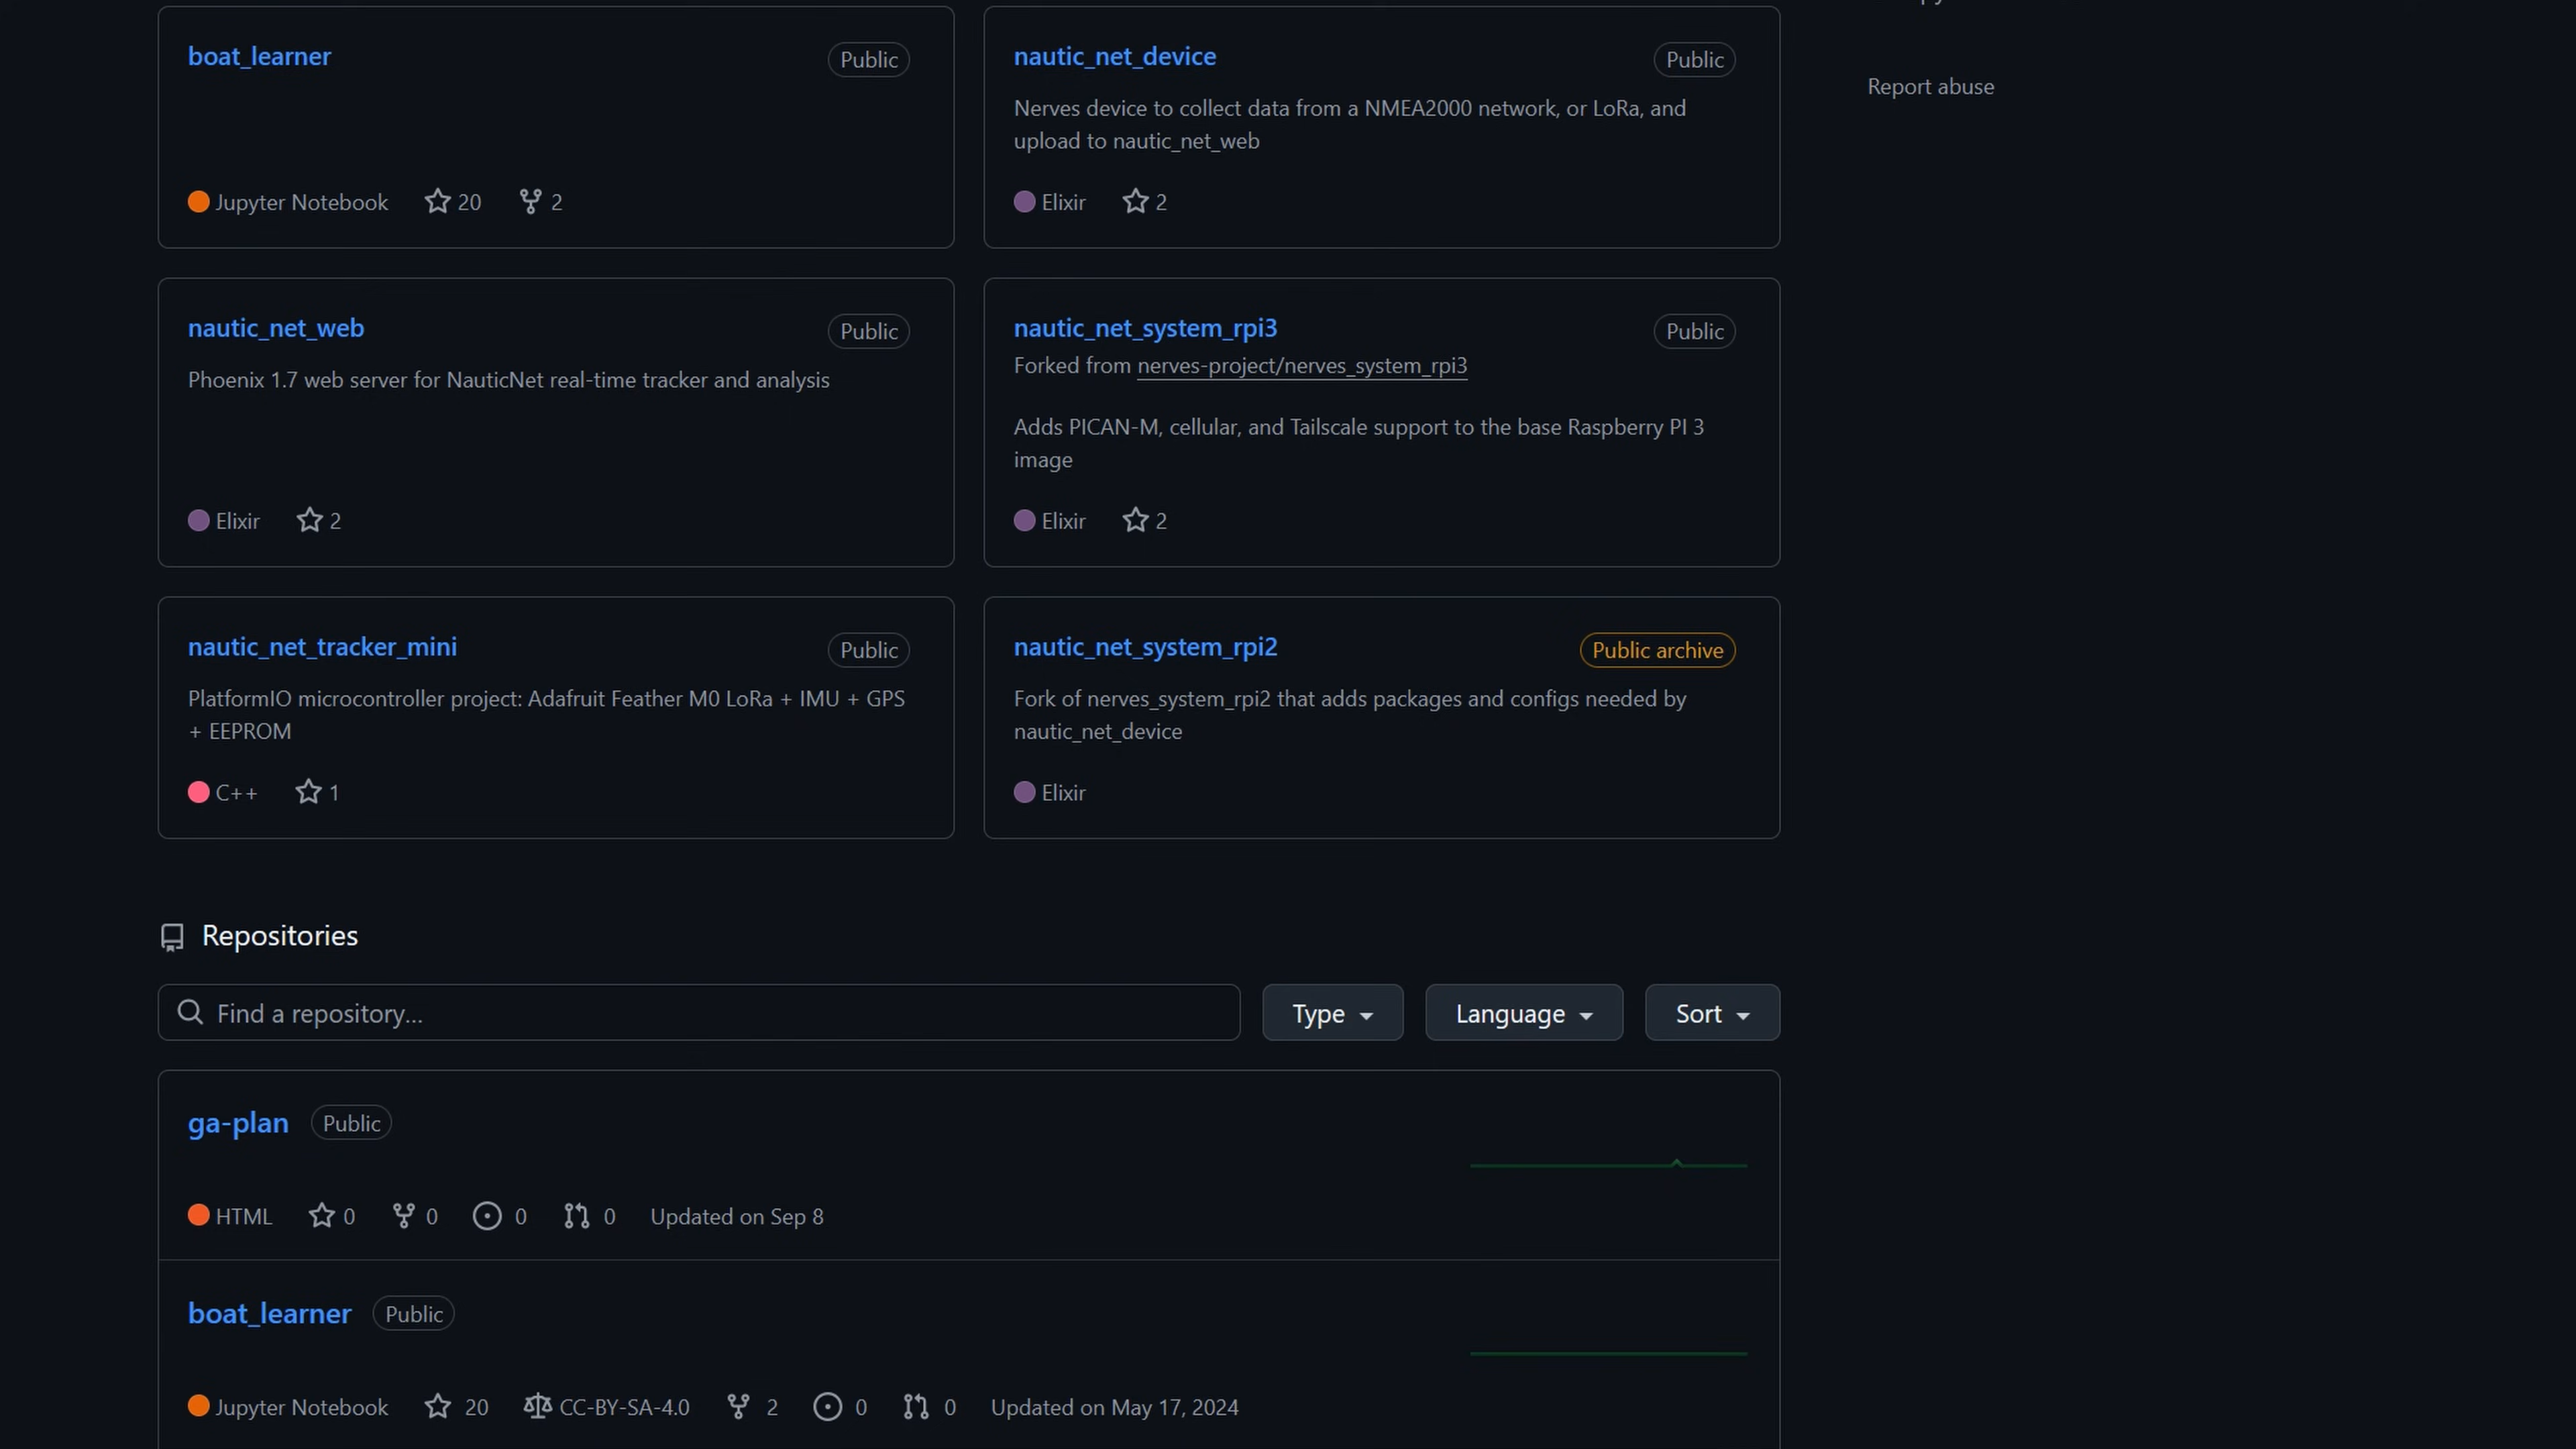 boat_learner
Public
Jupyter Notebook 20 2
nautic_net_device
Public
Nerves device to collect data from a NMEA2000 network, or LoRa, and
upload to nautic_net_web
Elixir 2
Report abuse
nautic_net_web
Public
Phoenix 1.7 web server for NauticNet real-time tracker and analysis
Elixir 2
nautic_net_system_rpi3
Public
Forked from nerves-project/nerves_system_rpi3
Adds PICAN-M, cellular, and Tailscale support to the base Raspberry PI 3
image
Elixir 2
nautic_net_tracker_mini
Public
PlatformIO microcontroller project: Adafruit Feather M0 LoRa + IMU + GPS
+ EEPROM
C++ 1
nautic_net_system_rpi2
Public archive
Fork of nerves_system_rpi2 that adds packages and configs needed by
nautic_net_device
Elixir
Repositories
Find a repository...
Type
Language
Sort
ga-plan Public
HTML 0 0 0 0 Updated on Sep 8
boat_learner Public
Jupyter Notebook 20 CC-BY-SA-4.0 2 0 0 Updated on May 17, 2024